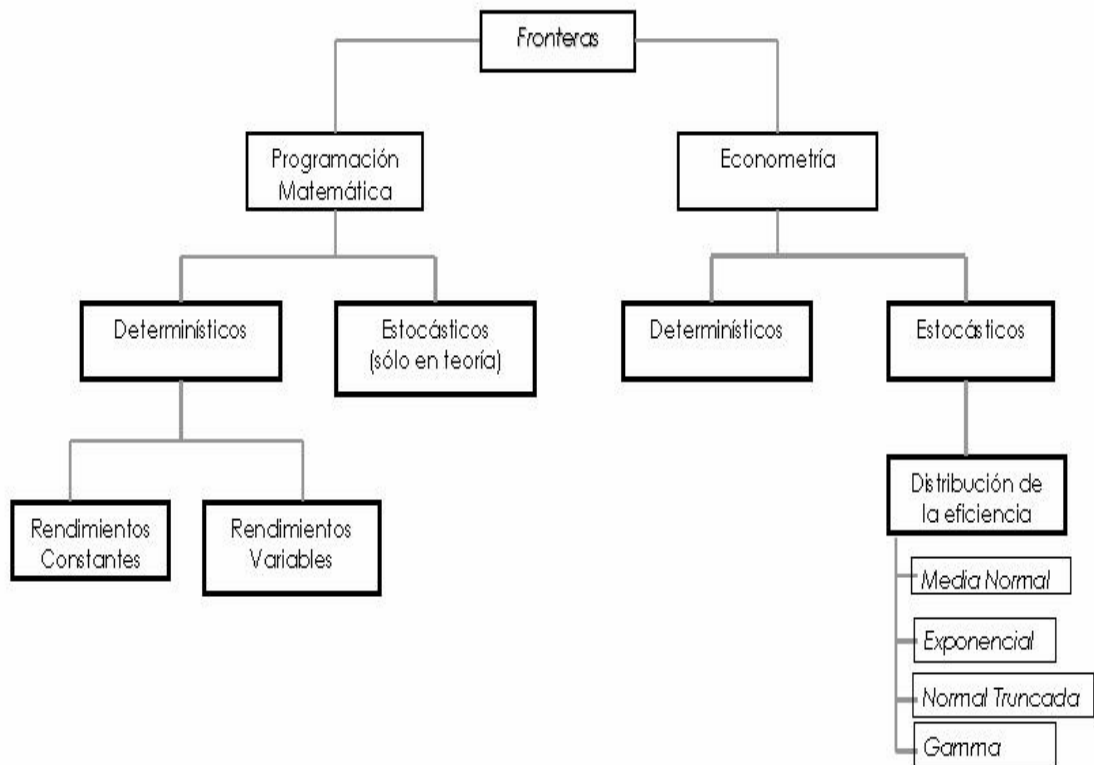 Fronteras
Programación
Matemática
Econometría
Determinísticos
Estocásticos
(sólo en teoría)
Determinísticos
Estocásticos
Rendimientos
Constantes
Rendimientos
Variables
Distribución de
la eficiencia
Media Normal
Exponencial
Normal Truncada
Gamma